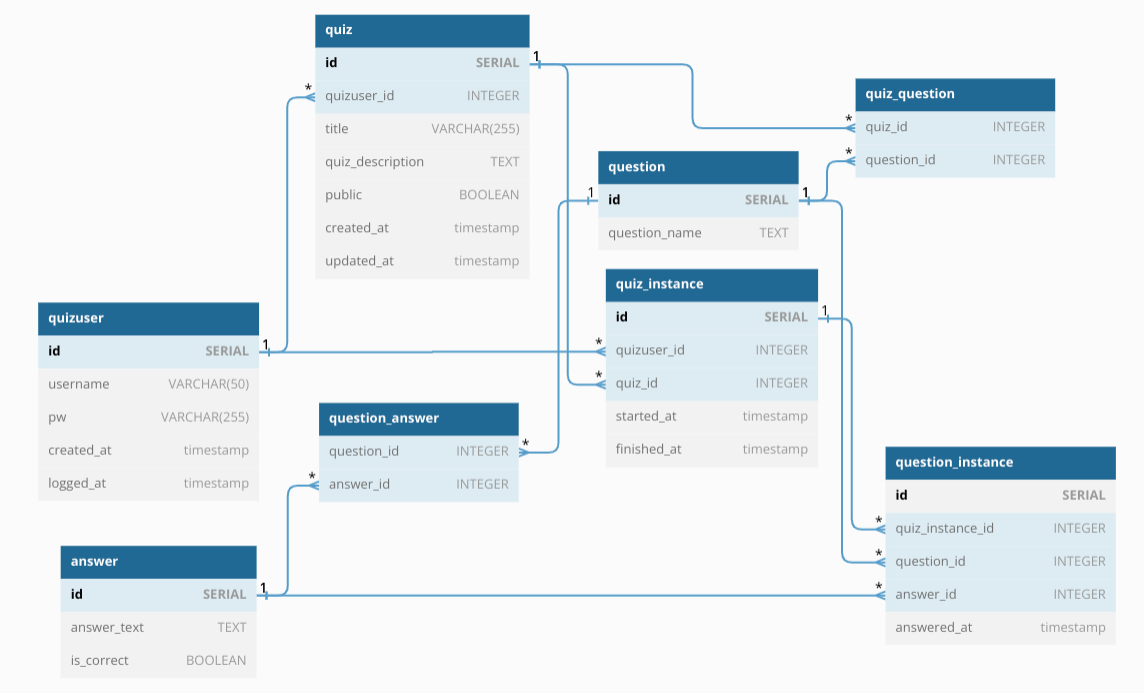 quiz
id SERIAL
quizuser_id INTEGER
title VARCHAR(255)
quiz_description TEXT
public BOOLEAN
created_at timestamp
updated_at timestamp
1
*
quiz_question
quiz_id INTEGER
question_id INTEGER
*
*
question
id SERIAL
question_name TEXT
1
1
quiz_instance
id SERIAL
quizuser_id INTEGER
quiz_id INTEGER
started_at timestamp
finished_at timestamp
1
*
*
quizuser
id SERIAL
username VARCHAR(50)
pw VARCHAR(255)
created_at timestamp
logged_at timestamp
1
question_answer
question_id INTEGER
answer_id INTEGER
*
*
question_instance
id SERIAL
quiz_instance_id INTEGER
question_id INTEGER
answer_id INTEGER
answered_at timestamp
*
*
*
answer
id SERIAL
answer_text TEXT
is_correct BOOLEAN
1